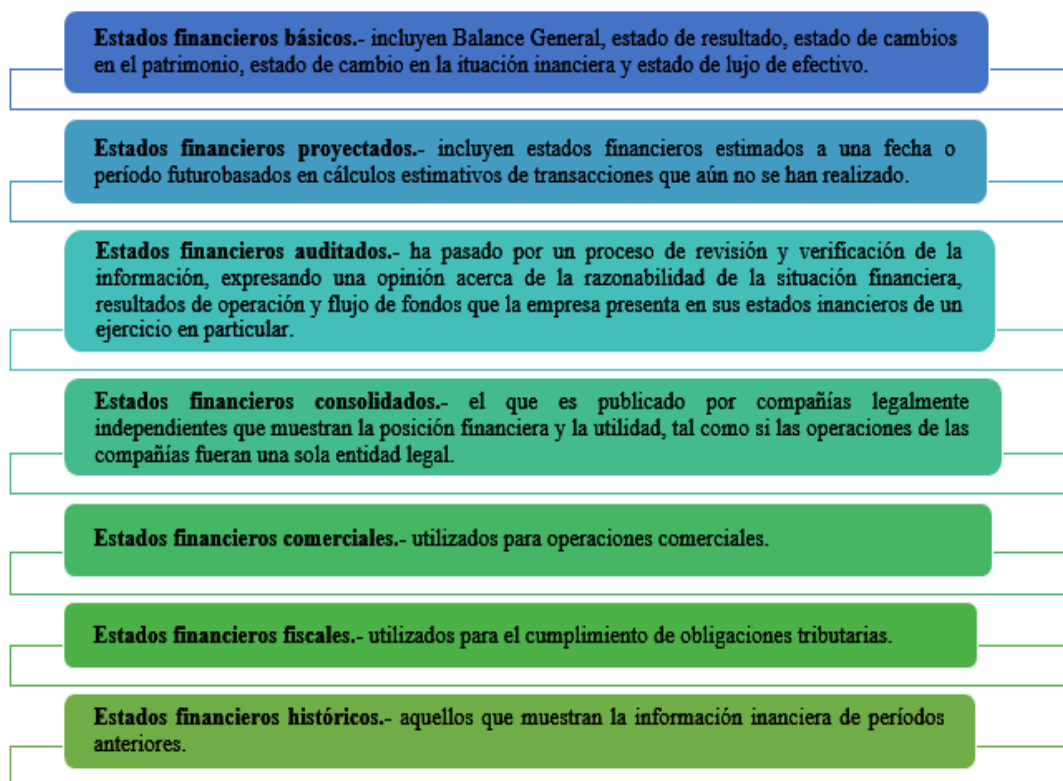 Estados financieros básicos.- incluyen Balance General, estado de resultado, estado de cambios
en el patrimonio, estado de cambio en la ituación inanciera y estado de lujo de efectivo.
Estados financieros proyectados.- incluyen estados financieros estimados a una fecha o
período futurobasados en cálculos estimativos de transacciones que aún no se han realizado.
Estados financieros auditados.- ha pasado por un proceso de revisión y verificación de la
información, expresando una opinión acerca de la razonabilidad de la situación financiera,
resultados de operación y flujo de fondos que la empresa presenta en sus estados inancieros de un
ejercicio en particular.
Estados financieros consolidados.- el que es publicado por compañías legalmente
independientes que muestran la posición financiera y la utilidad, tal como si las operaciones de las
compañías fueran una sola entidad legal.
Estados financieros comerciales.- utilizados para operaciones comerciales.
Estados financieros fiscales.- utilizados para el cumplimiento de obligaciones tributarias.
Estados financieros históricos.- aquellos que muestran la información inanciera de períodos
anteriores.